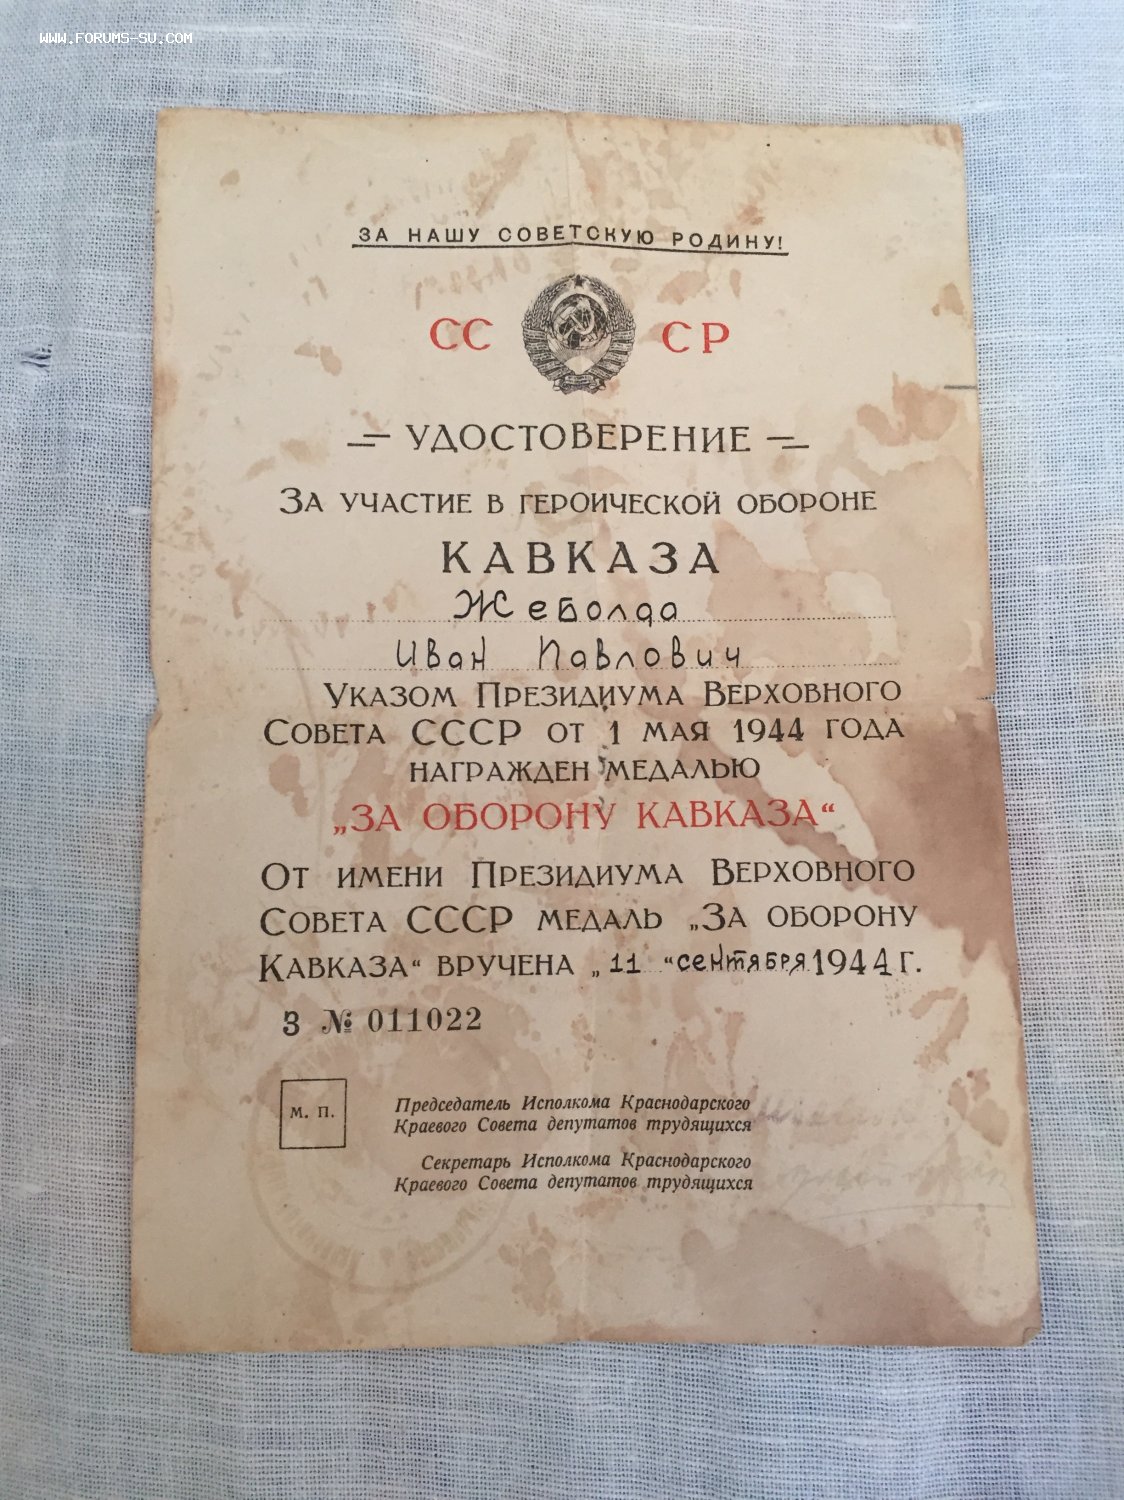 WWW.FORUMS-SU.COM
ЗА НАШУ СОВЕТСКУЮ РОДИНУ!
СС СР
УДОСТОВЕРЕНИЕ
ЗА УЧАСТИЕ В ГЕРОИЧЕСКОЙ ОБОРОНЕ
КАВКАЗА
Жеболда
Иван Павлович
УКАЗОМ ПРЕЗИДИУМА ВЕРХОВНОГО
СОВЕТА СССР ОТ 1 МАЯ 1944 ГОДА
НАГРАЖДЕН МЕДАЛЬЮ
„ЗА ОБОРОНУ КАВКАЗА“
ОТ ИМЕНИ ПРЕЗИДИУМА ВЕРХОВНОГО
СОВЕТА СССР МЕДАЛЬ „ЗА ОБОРОНУ
КАВКАЗА“ ВРУЧЕНА „11“ сентября 1944 Г.
З № 011022
М. П.
Председатель Исполкома Краснодарского
Краевого Совета депутатов трудящихся
Секретарь Исполкома Краснодарского
Краевого Совета депутатов трудящихся